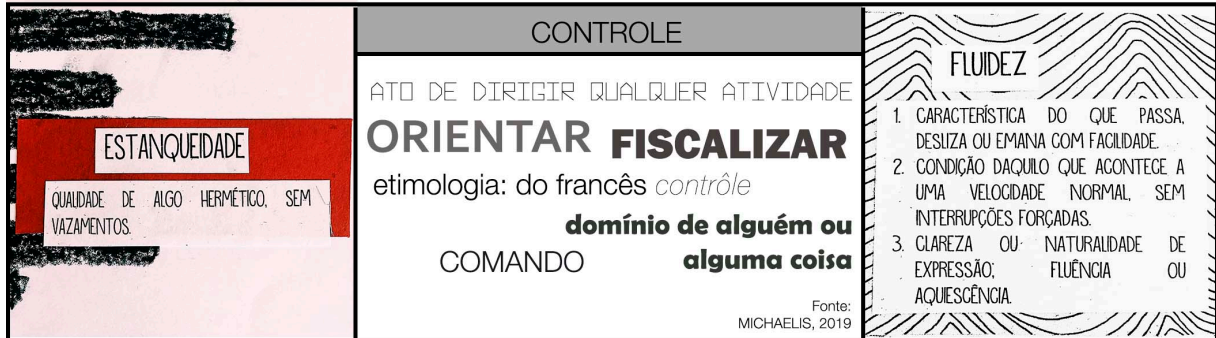 ESTANQUEIDADE
QUALIDADE DE ALGO HERMÉTICO, SEM
VAZAMENTOS.
CONTROLE
ATO DE DIRIGIR QUALQUER ATIVIDADE
ORIENTAR FISCALIZAR
etimologia: do francês contrôle
domínio de alguém ou
alguma coisa
COMANDO
Fonte:
MICHAELIS, 2019
FLUIDEZ
1. CARACTERÍSTICA DO QUE PASSA,
DESLIZA OU EMANA COM FACILIDADE.
2. CONDIÇÃO DAQUILO QUE ACONTECE A
UMA VELOCIDADE NORMAL, SEM
INTERRUPÇÕES FORÇADAS.
3. CLAREZA OU NATURALIDADE DE
EXPRESSÃO; FLUÊNCIA OU
AQUIESCÊNCIA.